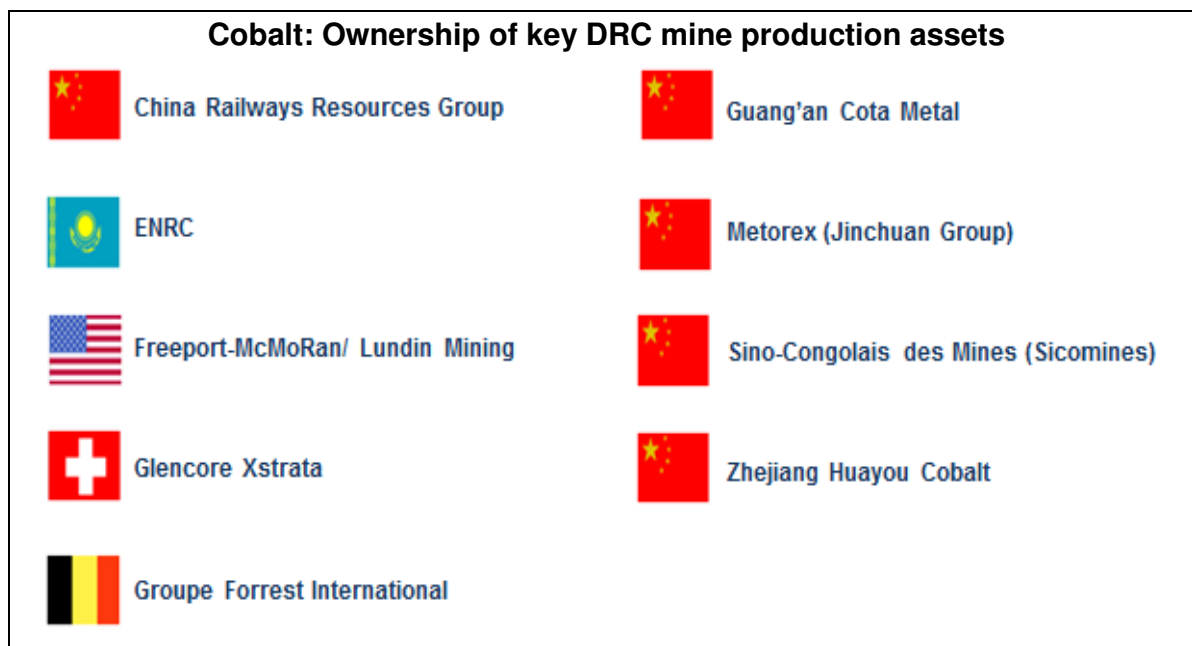 Cobalt: Ownership of key DRC mine production assets
China Railways Resources Group
ENRC
Freeport-McMoRan/ Lundin Mining
Glencore Xstrata
Groupe Forrest International
Guang'an Cota Metal
Metorex (Jinchuan Group)
Sino-Congolais des Mines (Sicomines)
Zhejiang Huayou Cobalt